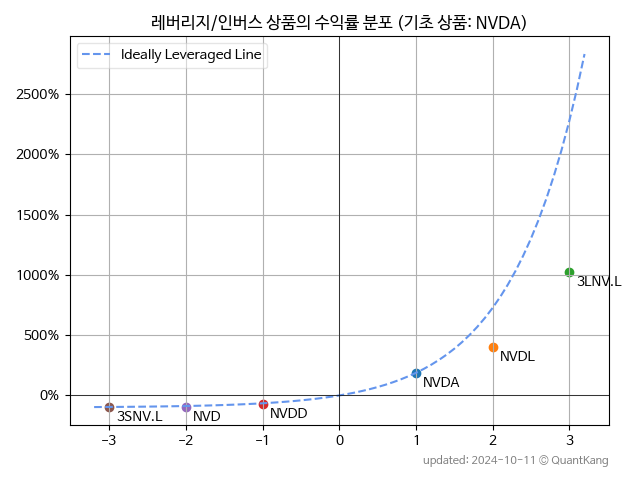 레버리지/인버스 상품의 수익률 분포 (기초 상품: NVDA)
Ideally Leveraged Line
2500%
2000%
1500%
1000%
500%
0%
3LNV.L
NVDL
NVDA
3SNV.L
NVD
NVDD
−3
−2
−1
0
1
2
3
updated: 2024-10-11 © QuantKang